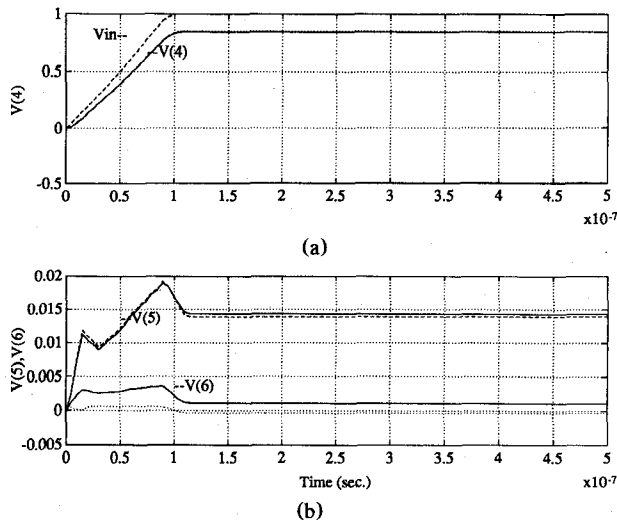 1
Vin--
V(4)
0.5
V(4)
0
-0.5
0 0.5 1 1.5 2 2.5 3 3.5 4 4.5 5
x10-7
(a)
0.02
0.015
V(5)
0.01
V(5),V(6)
0.005
--V(6)
0
-0.005
0 0.5 1 1.5 2 2.5 3 3.5 4 4.5 5
Time (sec.)
x10-7
(b)